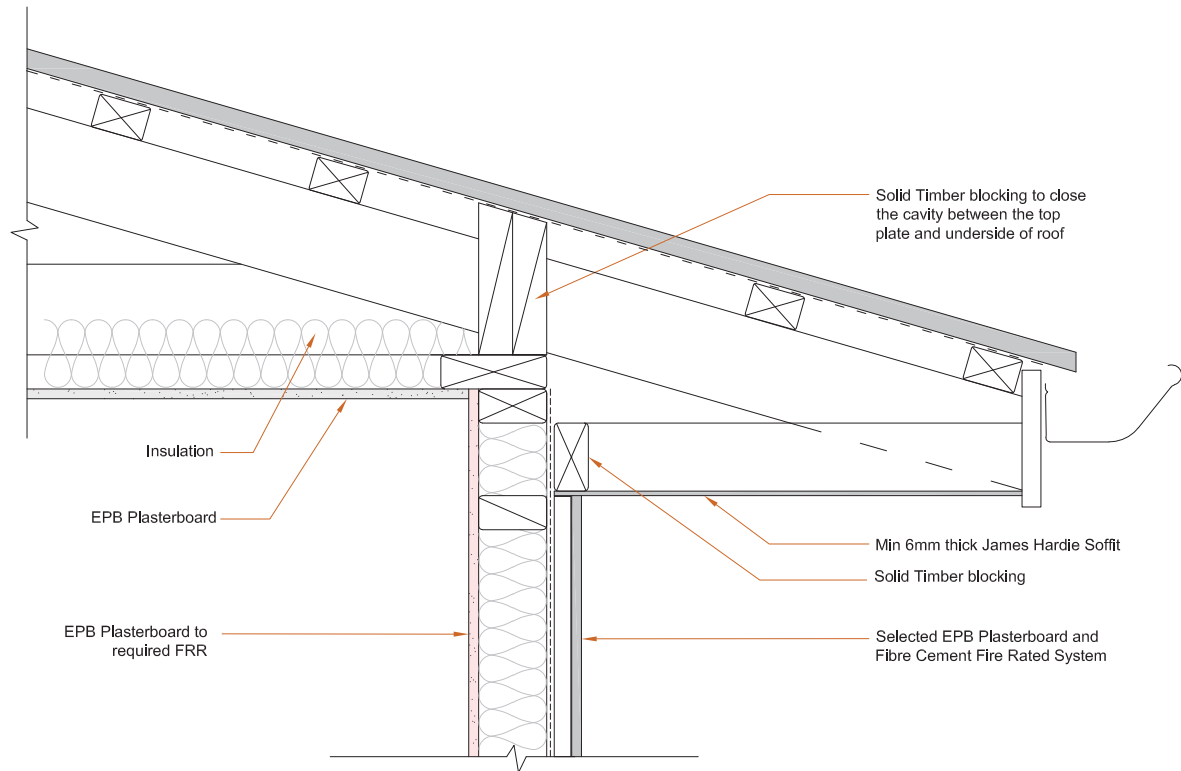 Solid Timber blocking to close
the cavity between the top
plate and underside of roof
Insulation
EPB Plasterboard
Min 6mm thick James Hardie Soffit
Solid Timber blocking
EPB Plasterboard to
required FRR
Selected EPB Plasterboard and
Fibre Cement Fire Rated System